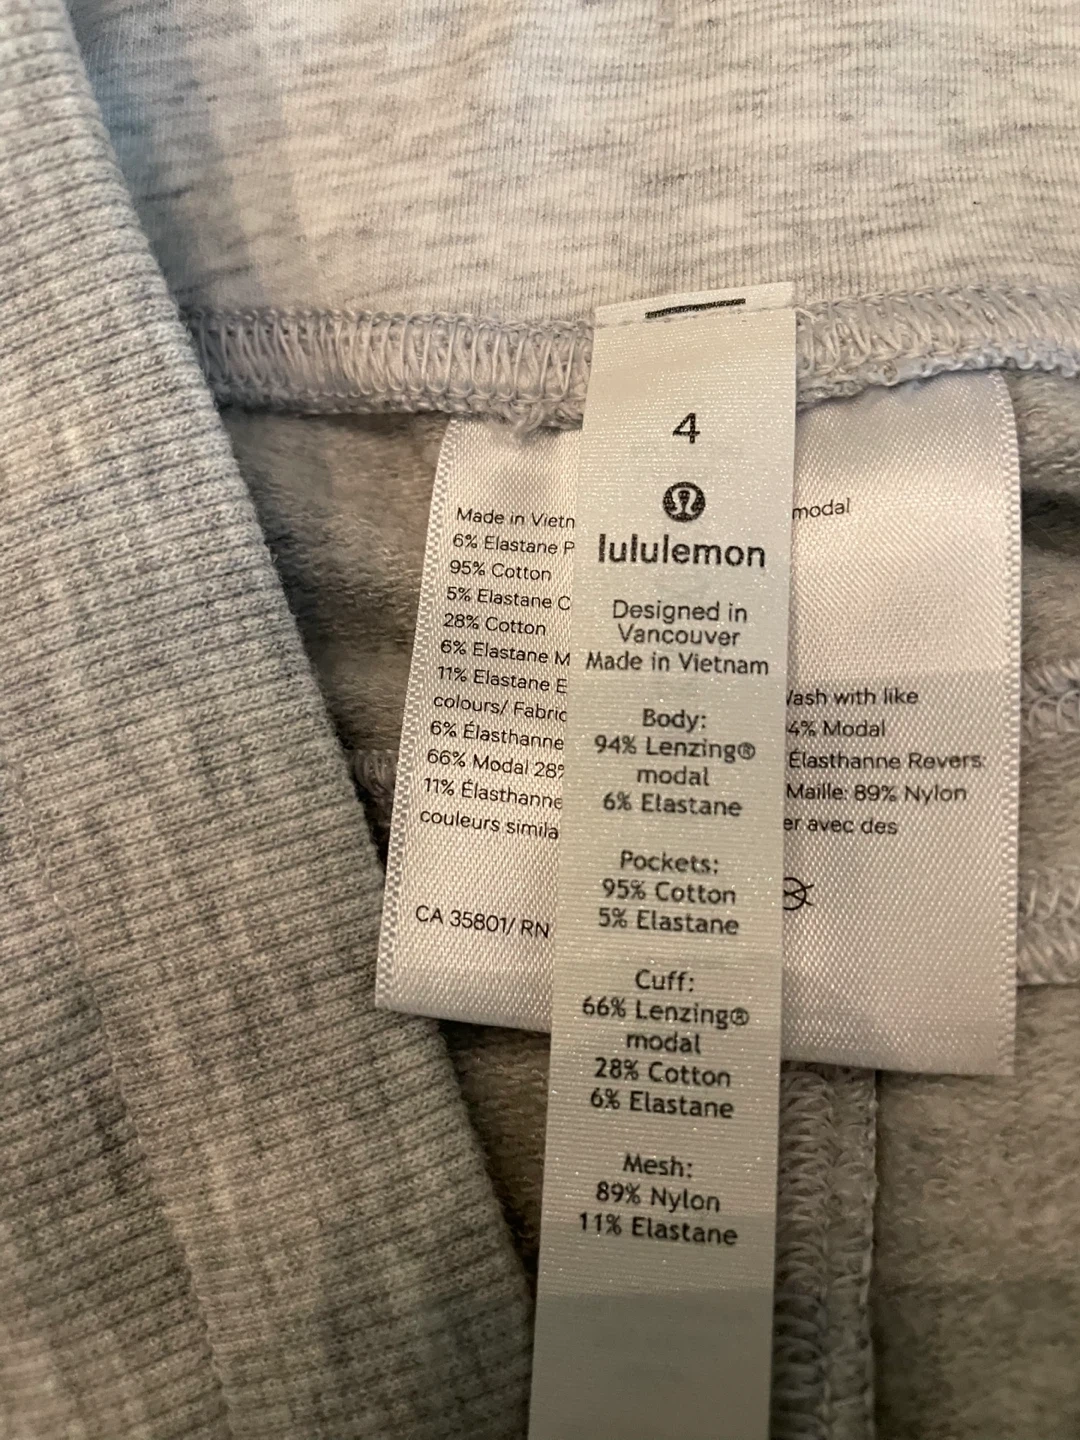 4
lululemon
Designed in
Vancouver
Made in Vietnam
Body:
94% Lenzing®
modal
6% Elastane
Pockets:
95% Cotton
5% Elastane
Cuff:
66% Lenzing®
modal
28% Cotton
6% Elastane
Mesh:
89% Nylon
11% Elastane
Made in Vietn
6% Elastane P
95% Cotton
5% Elastane C
28% Cotton
6% Elastane M
11% Elastane E
colours/ Fabric
6% Élasthanne
66% Modal 28%
11% Élasthanne
couleurs simila
CA 35801/ RN
modal
ash with like
4% Modal
Élasthanne Revers:
Maille: 89% Nylon
er avec des